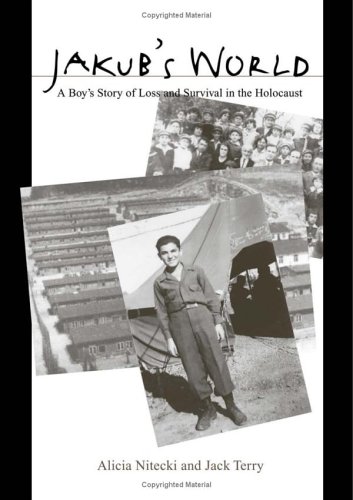 Copyrighted Material
JAKUB'S WORLD
A Boy's Story of Loss and Survival in the Holocaust
Alicia Nitecki and Jack Terry
Copyrighted Material